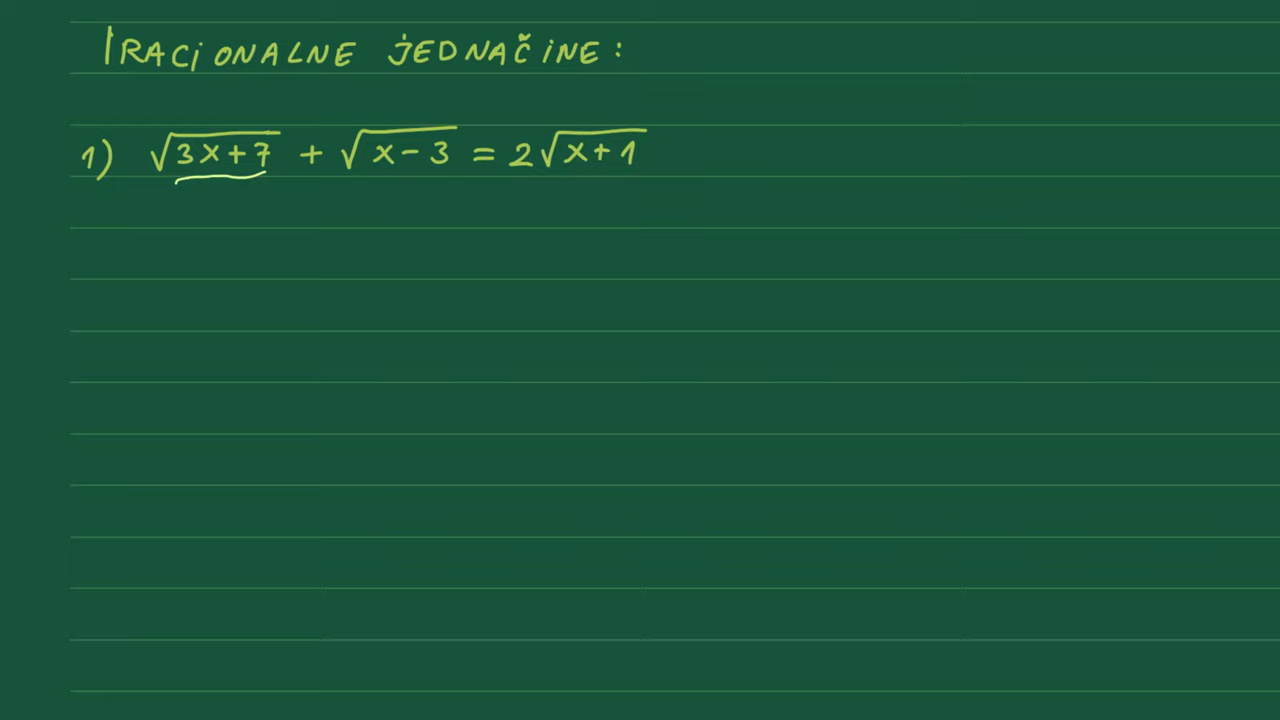 IRACIONALNE JEDNAČINE:
1) √3x+7 + √x-3 = 2√x+1